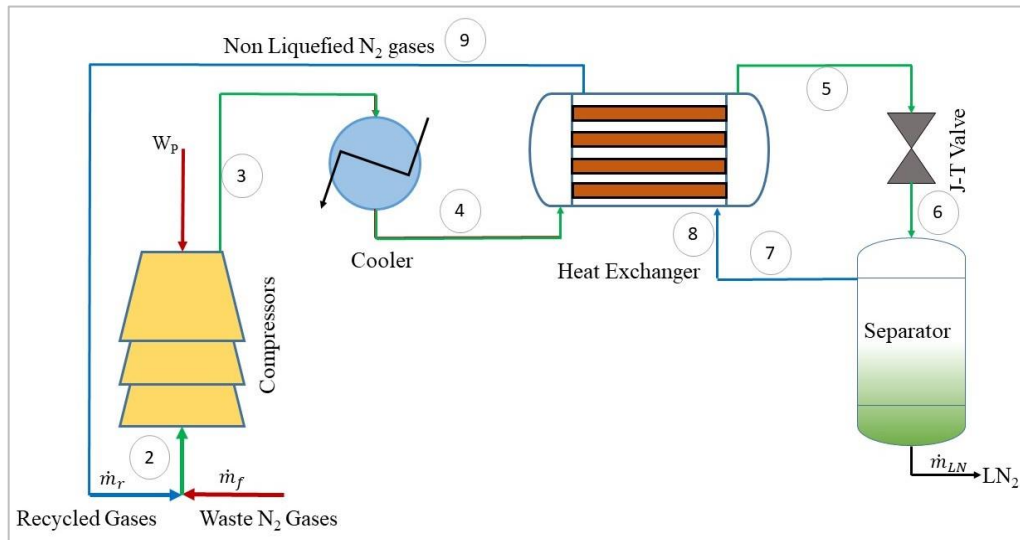 Non Liquefied N₂ gases
9
5
W_P
3
J-T Valve
4
6
8
7
Cooler
Heat Exchanger
Compressors
Separator
2
ṁ_r
ṁ_f
ṁ_LN
LN₂
Recycled Gases
Waste N₂ Gases